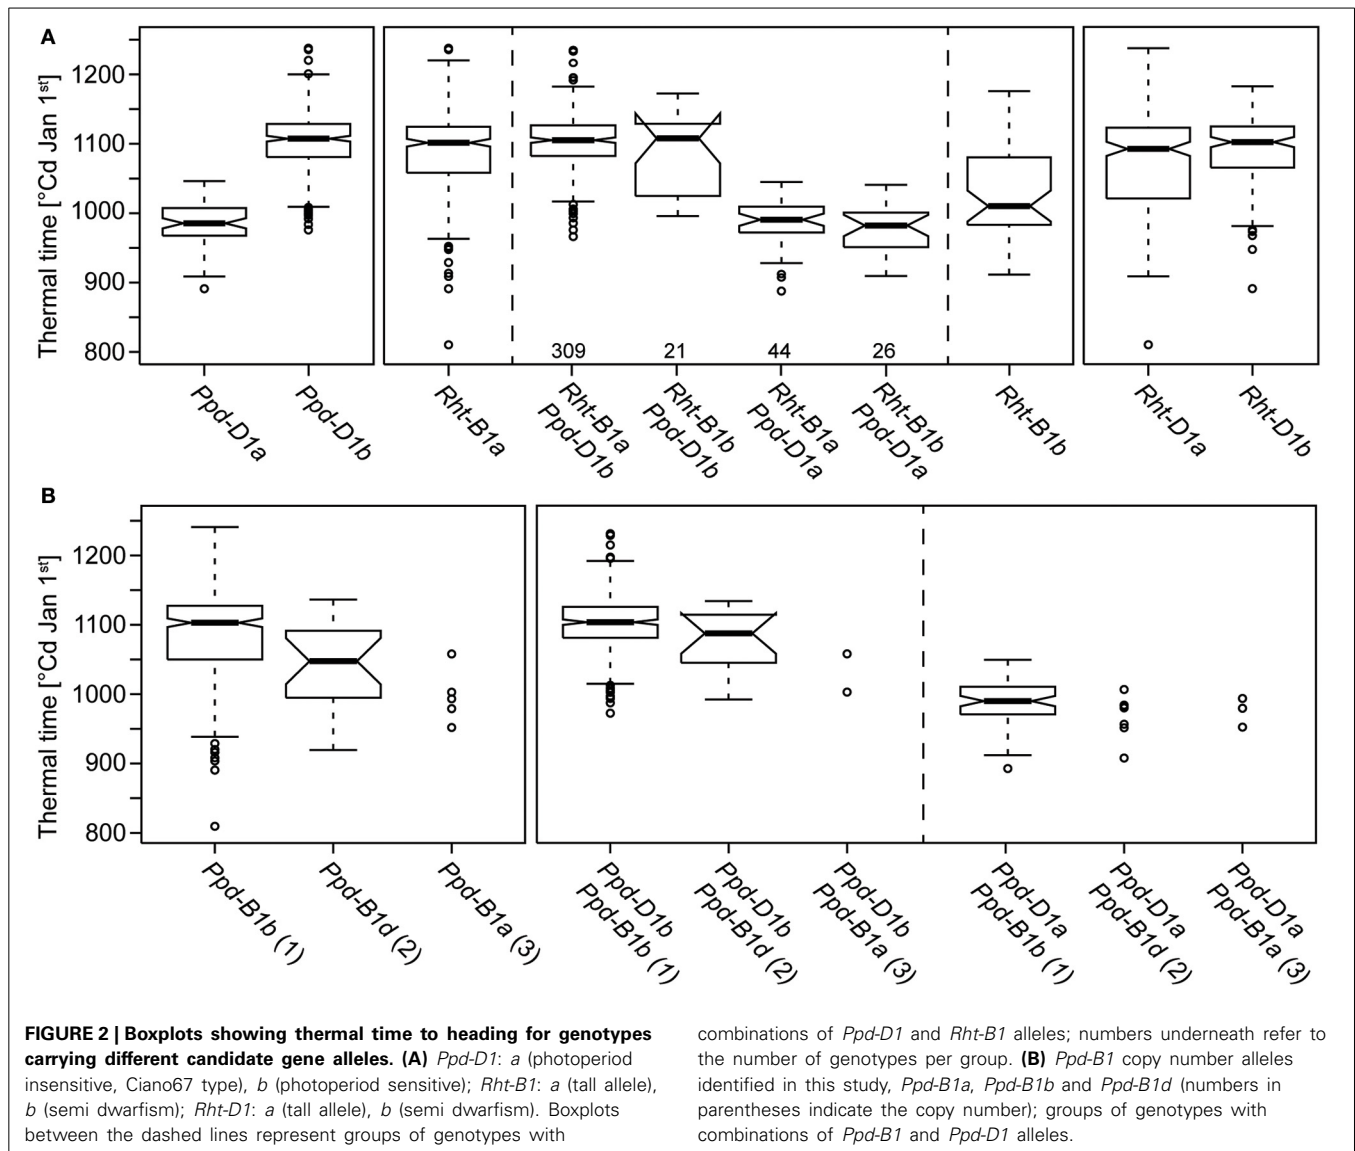 A
Thermal time [°Cd Jan 1st]
1200
1100
1000
900
800
309
21
44
26
Ppd-D1a
Ppd-D1b
Rht-B1a
Rht-B1a
Ppd-D1b
Rht-B1b
Ppd-D1b
Rht-B1a
Ppd-D1a
Rht-B1b
Ppd-D1a
Rht-B1b
Rht-D1a
Rht-D1b
B
Thermal time [°Cd Jan 1st]
1200
1100
1000
900
800
Ppd-B1b (1)
Ppd-B1d (2)
Ppd-B1a (3)
Ppd-D1b
Ppd-B1b (1)
Ppd-D1b
Ppd-B1d (2)
Ppd-D1b
Ppd-B1a (3)
Ppd-D1a
Ppd-B1b (1)
Ppd-D1a
Ppd-B1d (2)
Ppd-D1a
Ppd-B1a (3)
FIGURE 2 | Boxplots showing thermal time to heading for genotypes
carrying different candidate gene alleles. (A) Ppd-D1: a (photoperiod
insensitive, Ciano67 type), b (photoperiod sensitive); Rht-B1: a (tall allele),
b (semi dwarfism); Rht-D1: a (tall allele), b (semi dwarfism). Boxplots
between the dashed lines represent groups of genotypes with
combinations of Ppd-D1 and Rht-B1 alleles; numbers underneath refer to
the number of genotypes per group. (B) Ppd-B1 copy number alleles
identified in this study, Ppd-B1a, Ppd-B1b and Ppd-B1d (numbers in
parentheses indicate the copy number); groups of genotypes with
combinations of Ppd-B1 and Ppd-D1 alleles.